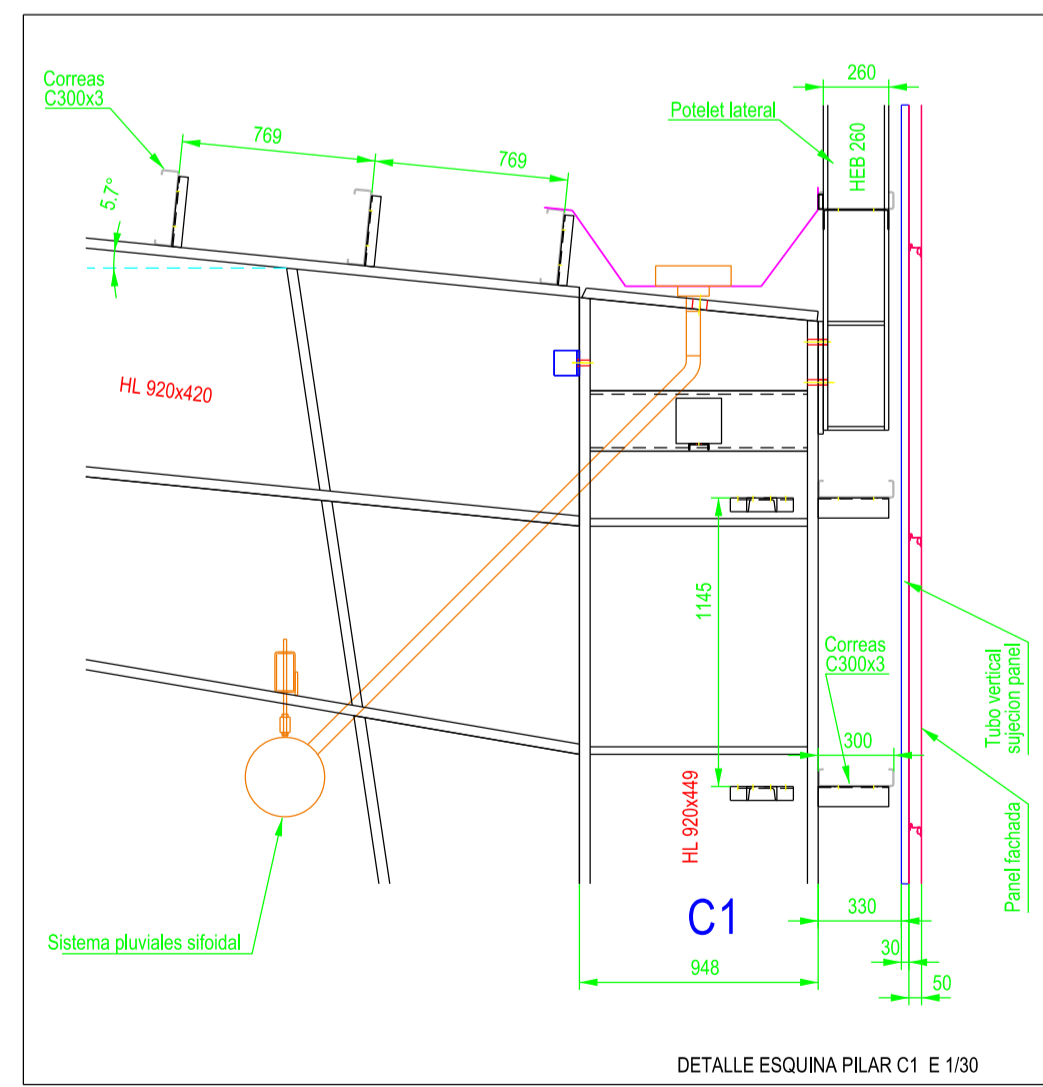 Correas
C300x3
769
769
5.7°
Potelet lateral
260
HEB 260
HL 920x420
1145
Correas
C300x3
300
Tubo vertical
sujecion panel
Panel fachada
HL 920x449
C1
330
30
50
948
Sistema pluviales sifoidal
DETALLE ESQUINA PILAR C1 E 1/30